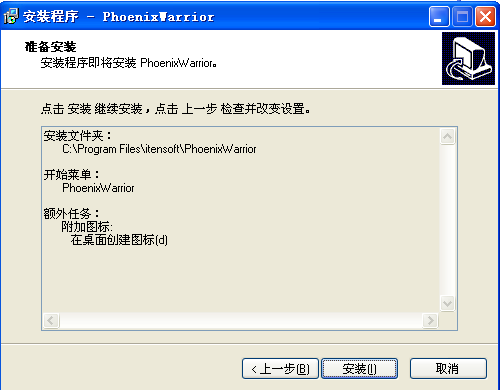 安装程序 - PhoenixWarrior
准备安装
安装程序即将安装 PhoenixWarrior。
点击 安装 继续安装，点击 上一步 检查并改变设置。
安装文件夹：
C:\Program Files\itensoft\PhoenixWarrior
开始菜单：
PhoenixWarrior
额外任务：
附加图标:
在桌面创建图标(d)
<上一步(B) 安装(I) 取消